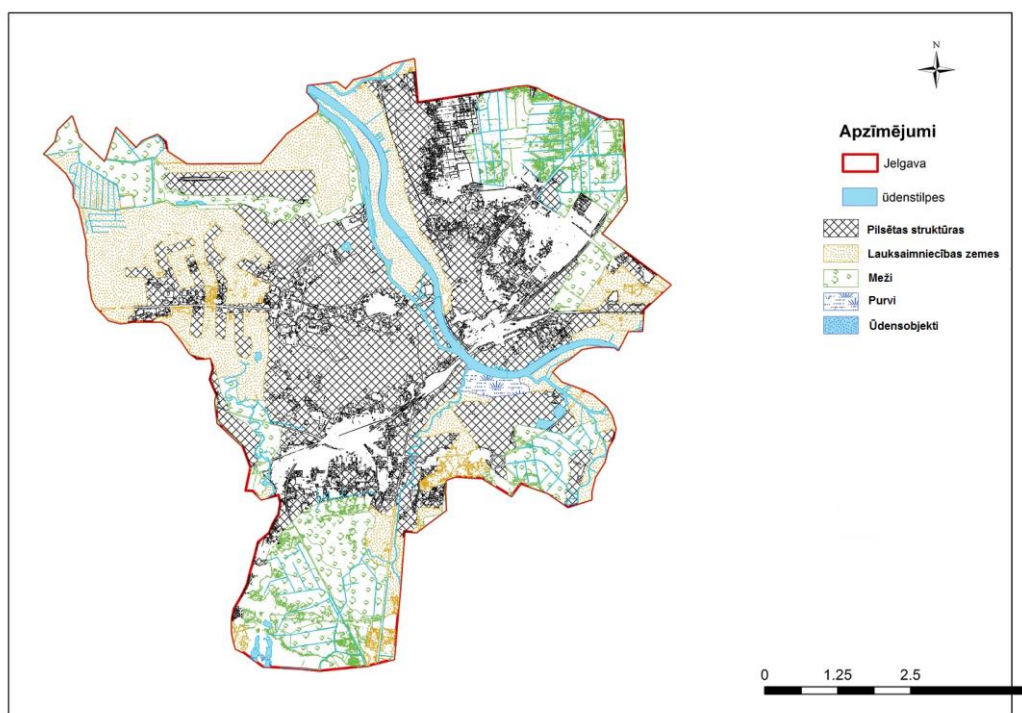 N
Apzīmējumi
Jelgava
ūdenstilpes
Pilsētas struktūras
Lauksaimniecības zemes
Meži
Purvi
Ūdensobjekti
0 1.25 2.5